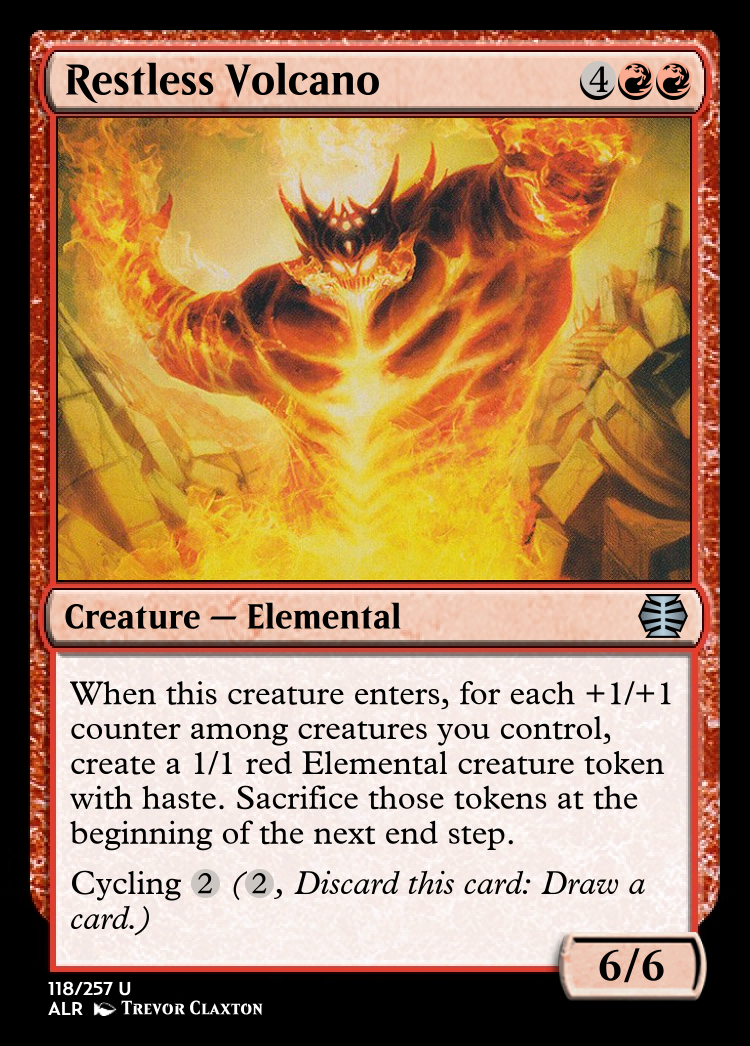 Restless Volcano 4
Creature — Elemental
When this creature enters, for each +1/+1
counter among creatures you control,
create a 1/1 red Elemental creature token
with haste. Sacrifice those tokens at the
beginning of the next end step.
Cycling 2 (2, Discard this card: Draw a
card.)
6/6
118/257 U
ALR Trevor Claxton